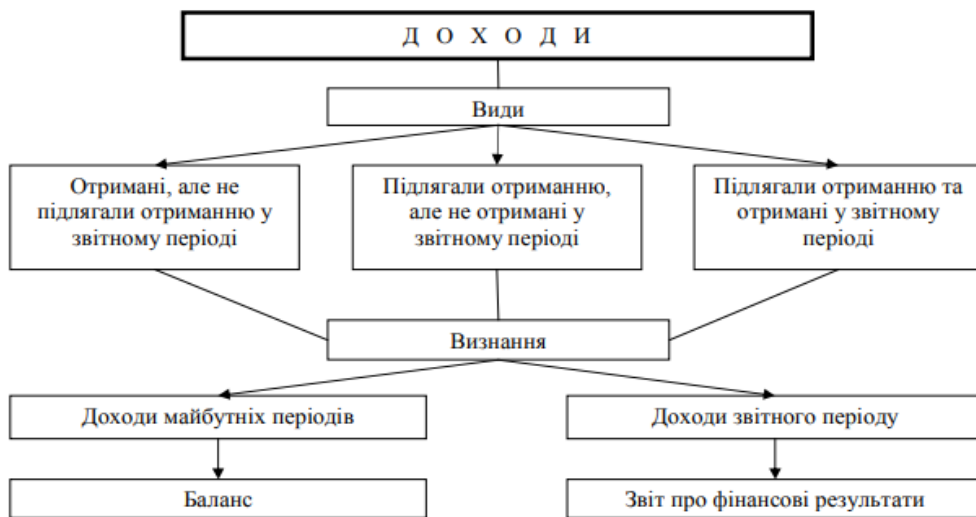 Д О Х О Д И
Види
Отримані, але не
підлягали отриманню у
звітному періоді
Підлягали отриманню,
але не отримані у
звітному періоді
Підлягали отриманню та
отримані у звітному
періоді
Визнання
Доходи майбутніх періодів
Доходи звітного періоду
Баланс
Звіт про фінансові результати